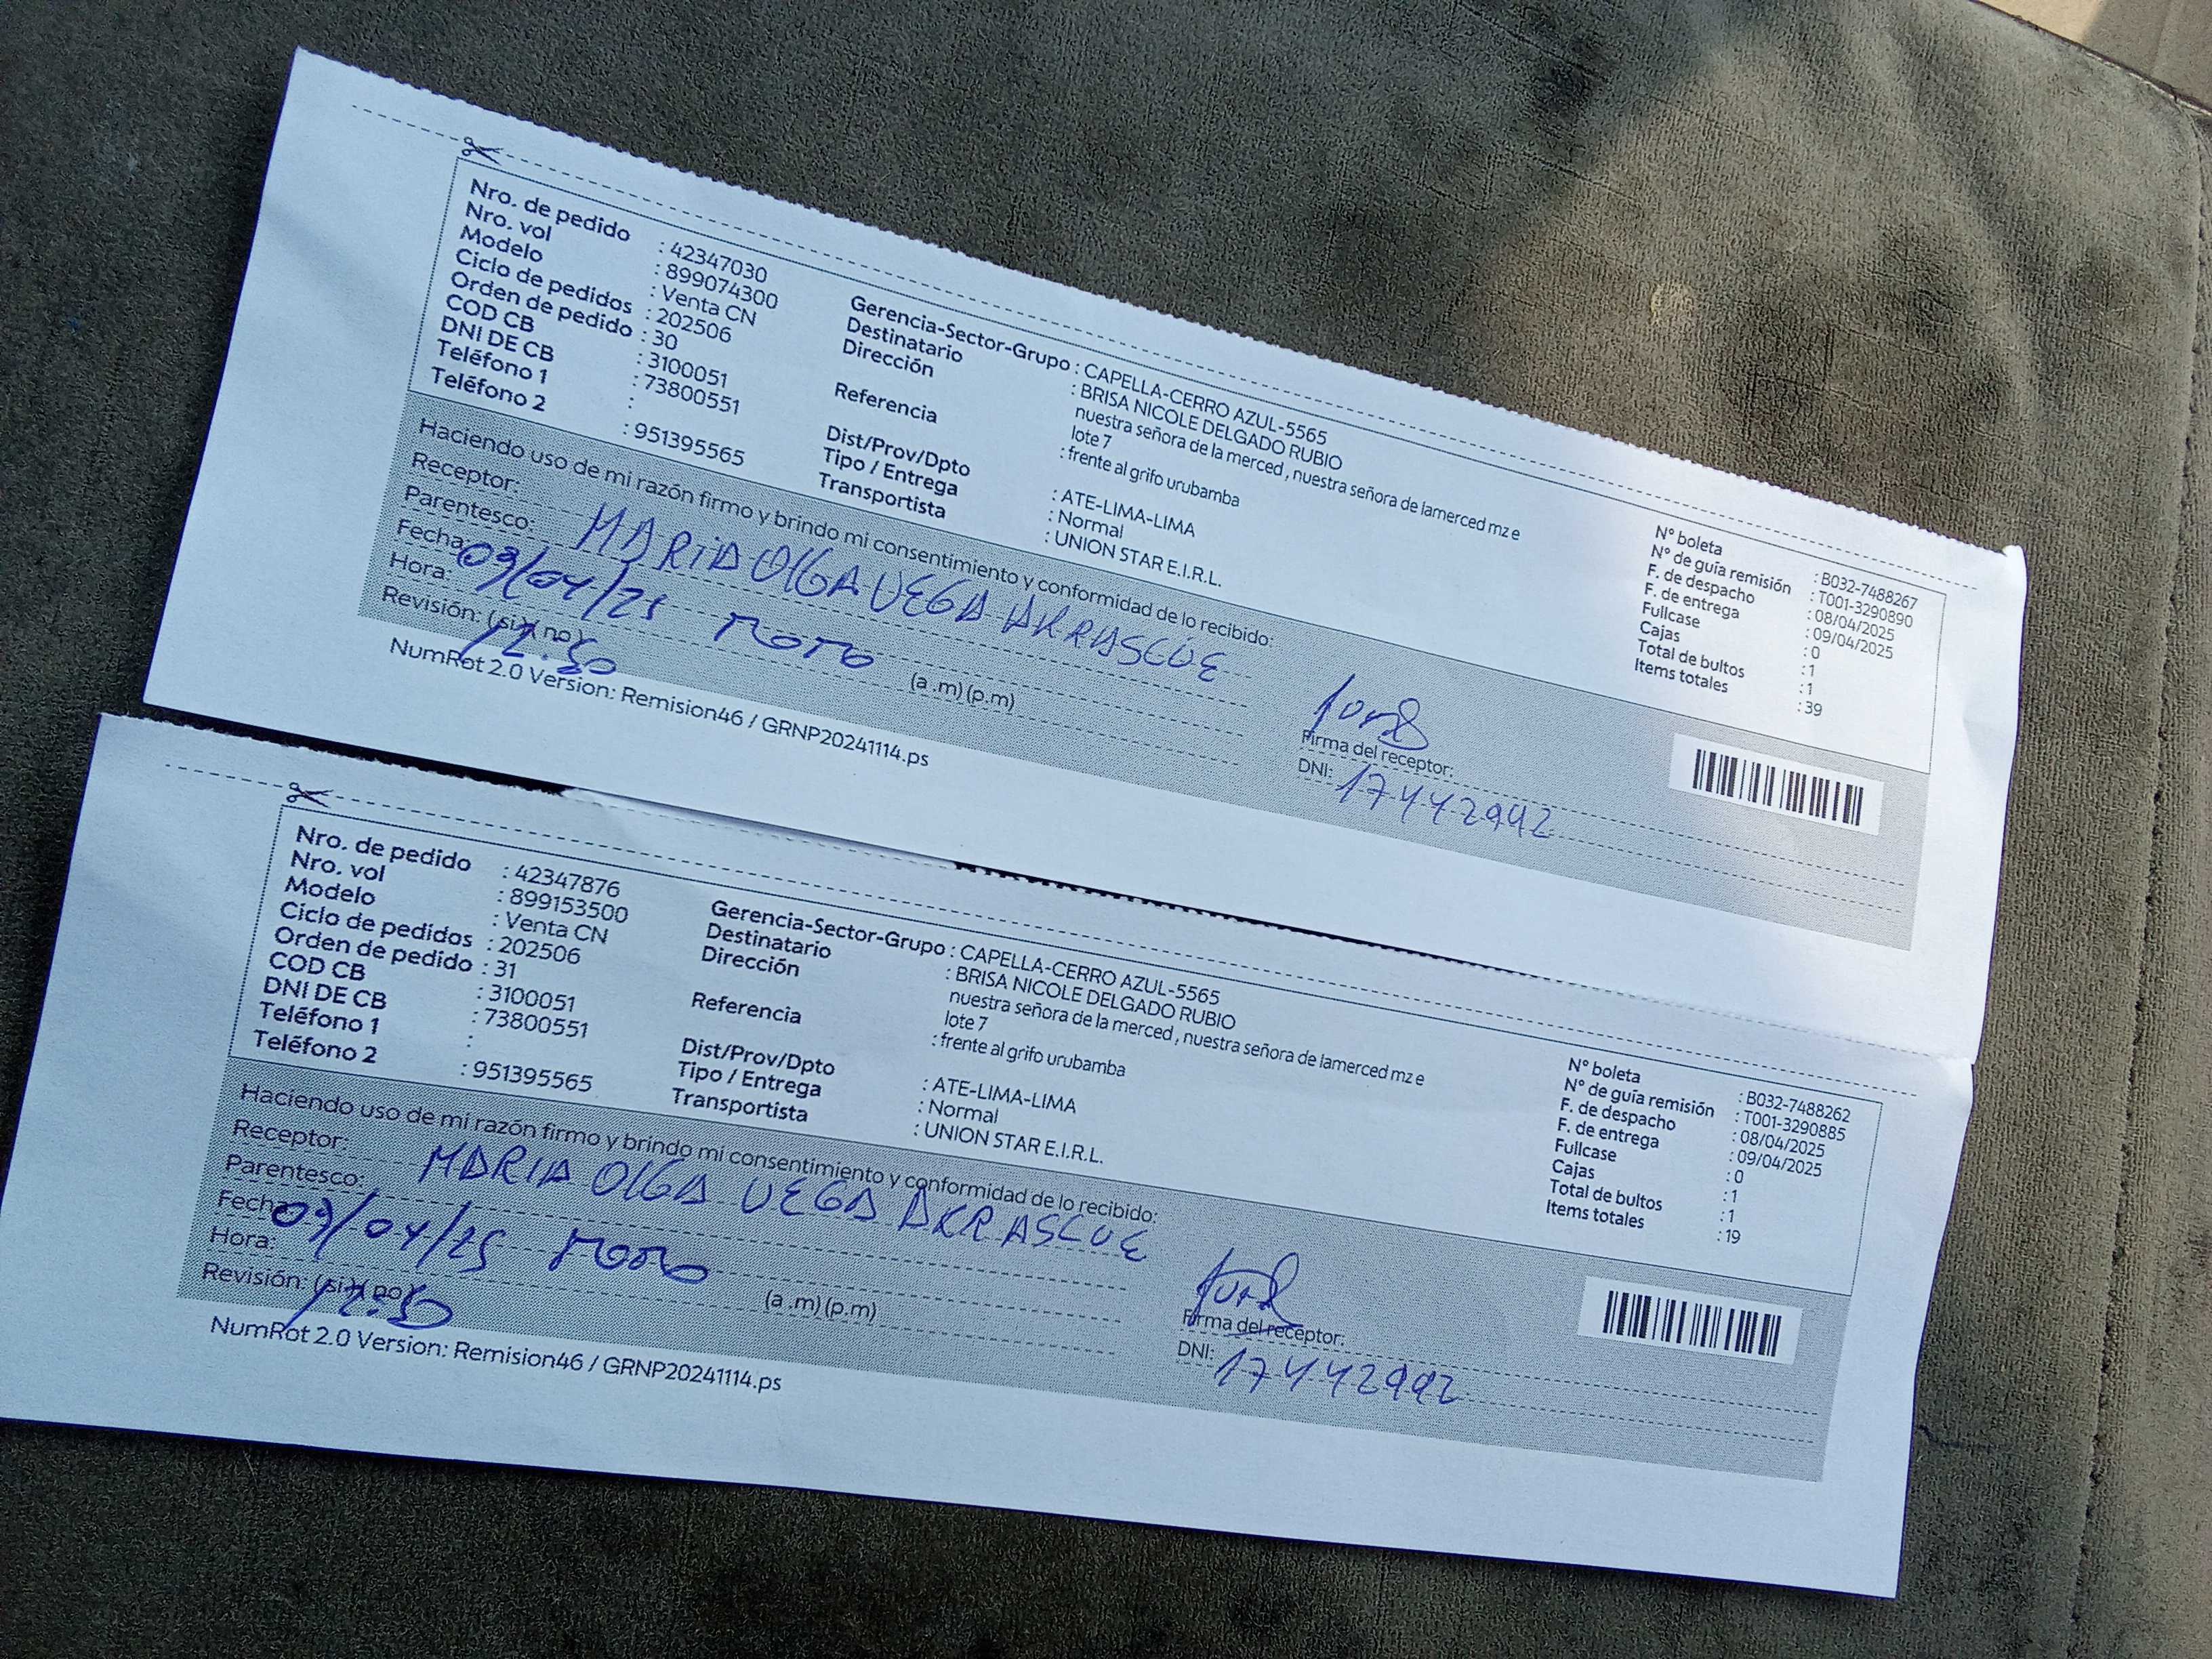 Nro. de pedido : 42347030
Nro. vol : 899074300
Modelo : Venta CN
Ciclo de pedidos : 202506
Orden de pedido : 30
COD CB : 3100051
DNI DE CB : 73800551
Teléfono 1 :
Teléfono 2 : 951395565
Gerencia-Sector-Grupo : CAPELLA-CERRO AZUL-5565
Destinatario : BRISA NICOLE DELGADO RUBIO
Dirección nuestra señora de la merced , nuestra señora de lamerced mz e
lote 7
Referencia : frente al grifo urubamba
Dist/Prov/Dpto : ATE-LIMA-LIMA
Tipo / Entrega : Normal
Transportista : UNION STAR E.I.R.L.
N° boleta : B032-7488267
N° de guía remisión : T001-3290890
F. de despacho : 08/04/2025
F. de entrega : 09/04/2025
Fullcase : 0
Cajas : 1
Total de bultos : 1
Items totales : 39
Haciendo uso de mi razón firmo y brindo mi consentimiento y conformidad de lo recibido:
Receptor: MARIA OLGA VEGA ARRASCUE
Parentesco:
Fecha: 09/04/25
Hora: (a .m) (p.m)
Revisión: (si) (no) 12:50
Firma del receptor:
DNI: 17442992
NumRot 2.0 Version: Remision46 / GRNP20241114.ps
Nro. de pedido : 42347876
Nro. vol : 899153500
Modelo : Venta CN
Ciclo de pedidos : 202506
Orden de pedido : 31
COD CB : 3100051
DNI DE CB : 73800551
Teléfono 1 :
Teléfono 2 : 951395565
Gerencia-Sector-Grupo : CAPELLA-CERRO AZUL-5565
Destinatario : BRISA NICOLE DELGADO RUBIO
Dirección nuestra señora de la merced , nuestra señora de lamerced mz e
lote 7
Referencia : frente al grifo urubamba
Dist/Prov/Dpto : ATE-LIMA-LIMA
Tipo / Entrega : Normal
Transportista : UNION STAR E.I.R.L.
N° boleta : B032-7488262
N° de guía remisión : T001-3290885
F. de despacho : 08/04/2025
F. de entrega : 09/04/2025
Fullcase : 0
Cajas : 1
Total de bultos : 1
Items totales : 19
Haciendo uso de mi razón firmo y brindo mi consentimiento y conformidad de lo recibido:
Receptor: MARIA OLGA VEGA ARRASCUE
Parentesco:
Fecha: 09/04/25
Hora: (a .m) (p.m)
Revisión: (si) (no) 12:50
Firma del receptor:
DNI: 17442992
NumRot 2.0 Version: Remision46 / GRNP20241114.ps